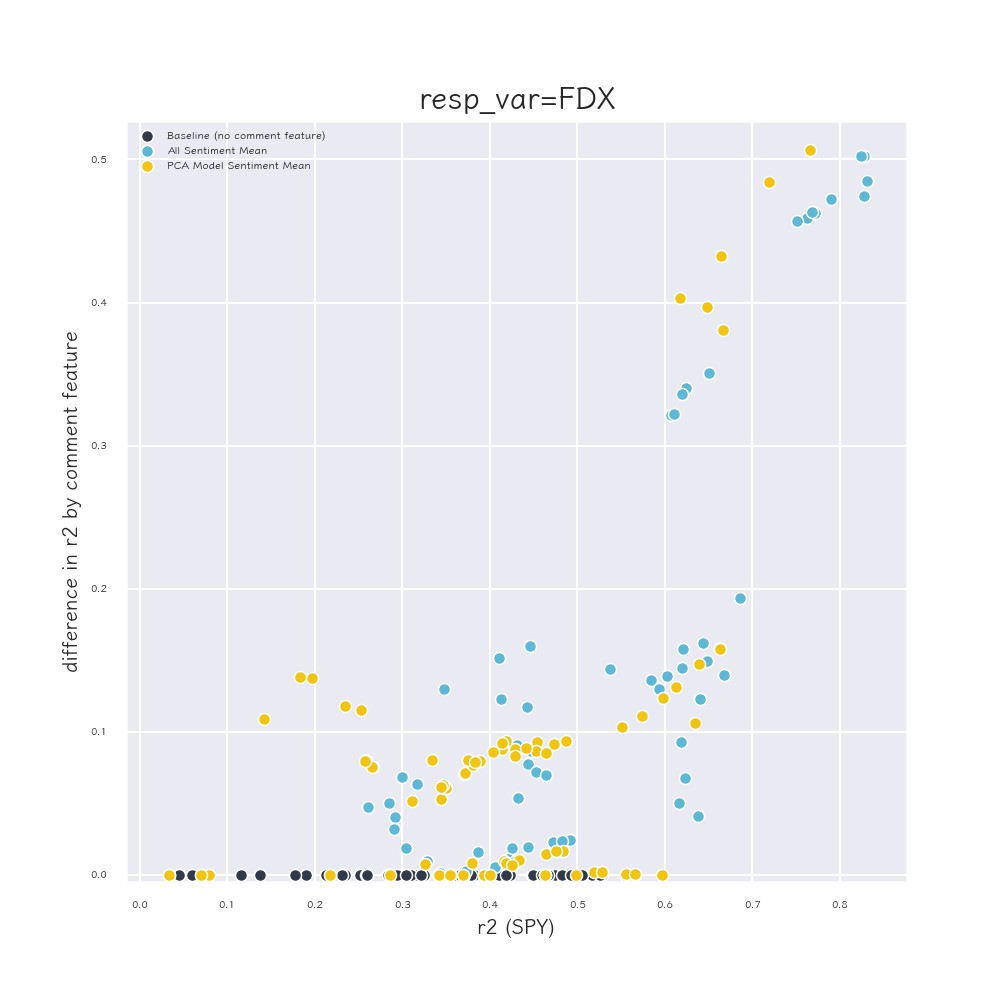 resp_var=FDX
Baseline (no comment feature)
All Sentiment Mean
PCA Model Sentiment Mean
difference in r2 by comment feature
0.5
0.4
0.3
0.2
0.1
0.0
0.0 0.1 0.2 0.3 0.4 0.5 0.6 0.7 0.8
r2 (SPY)